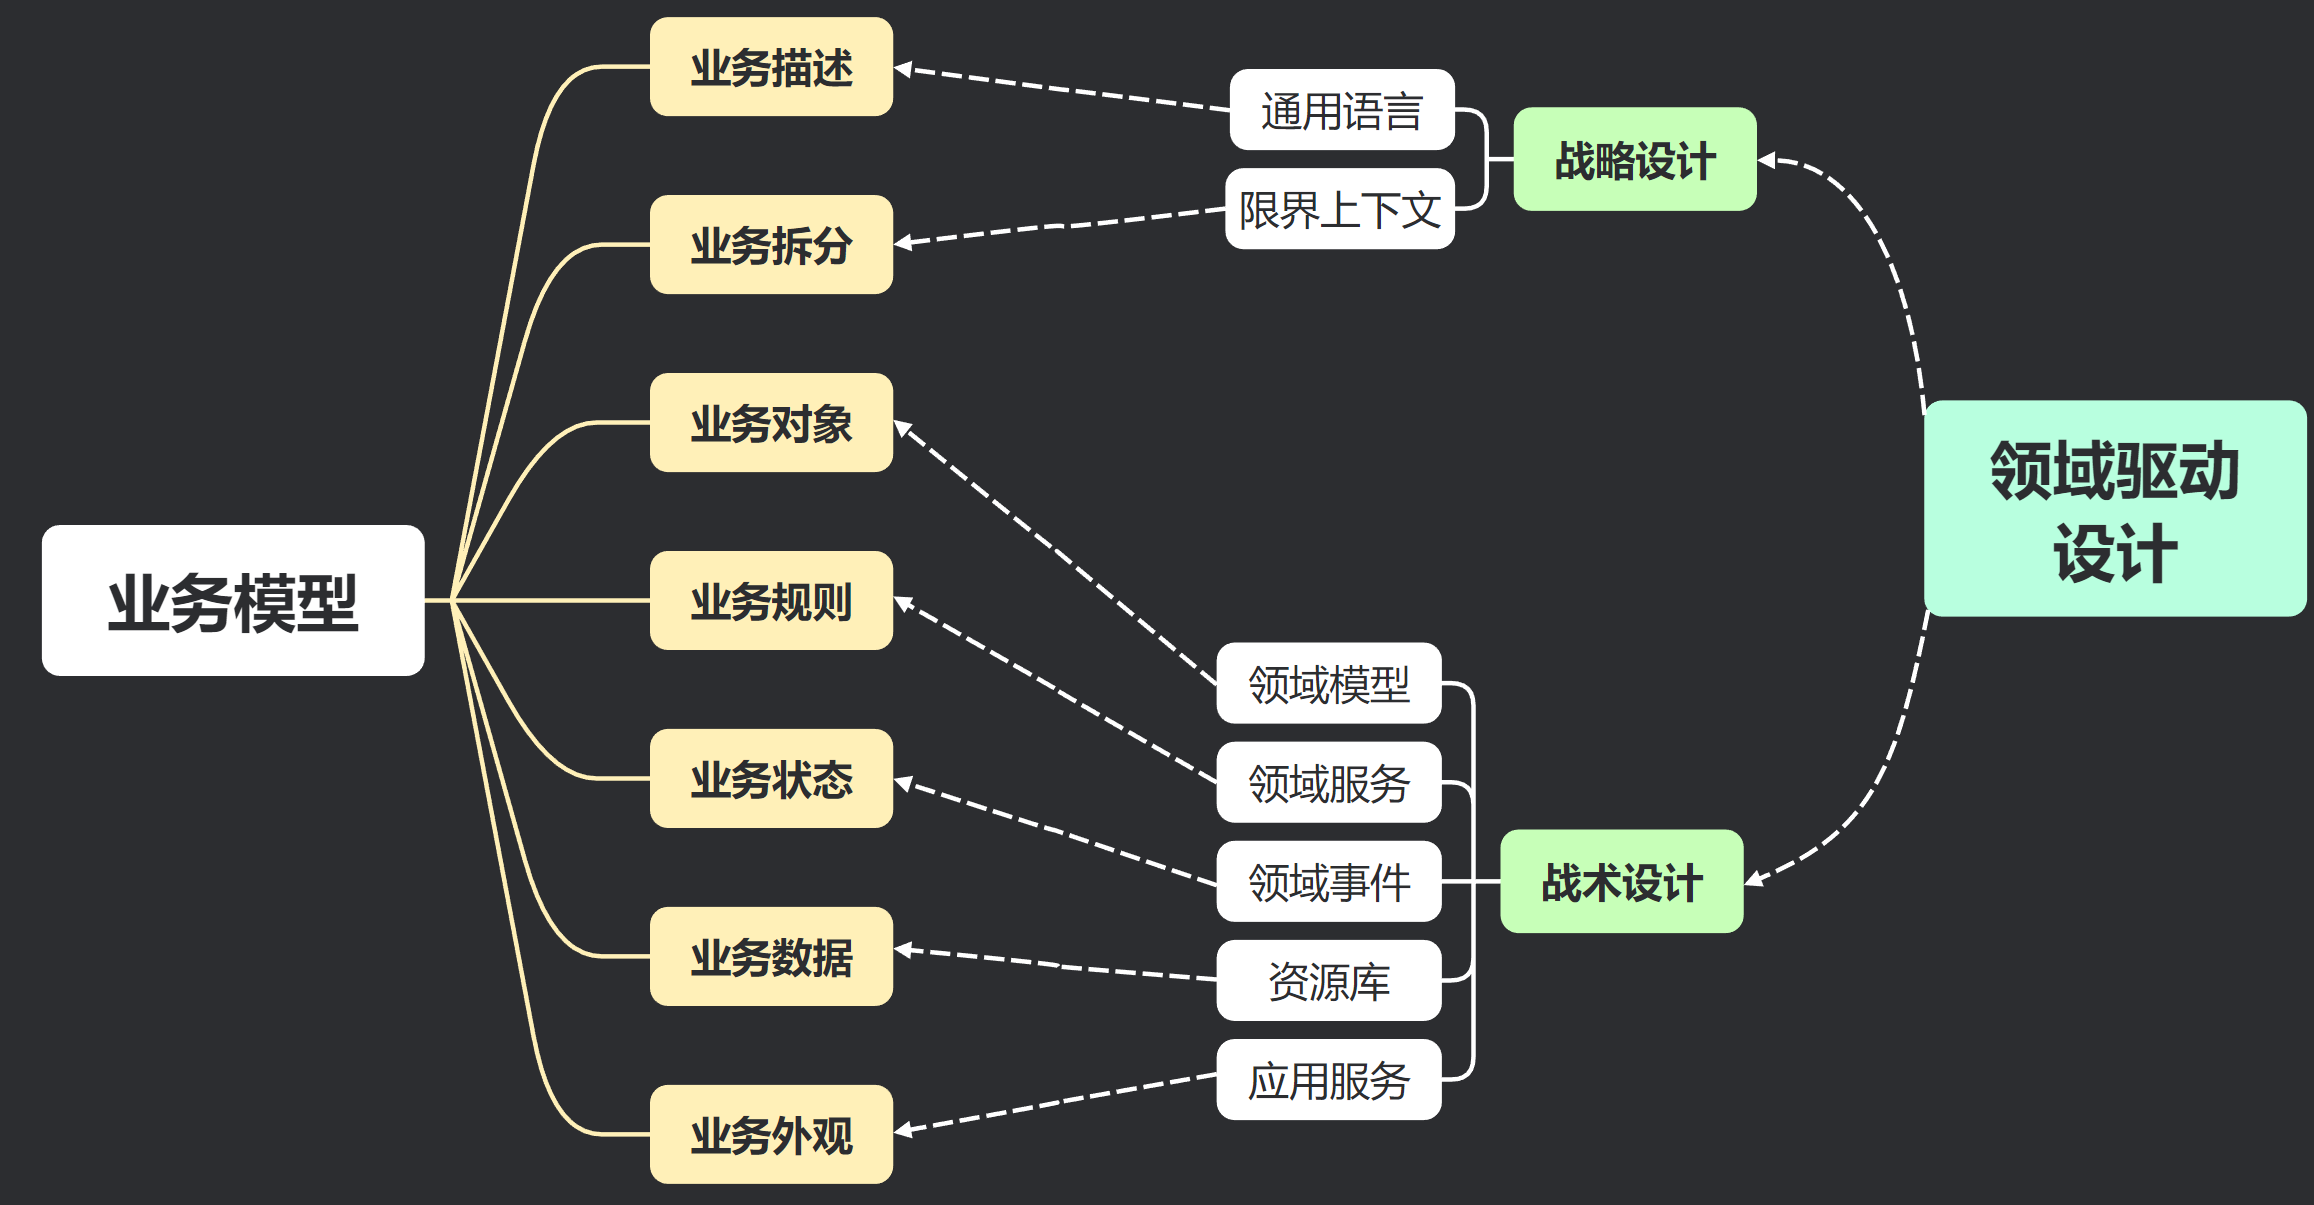 业务模型
业务描述
业务拆分
业务对象
业务规则
业务状态
业务数据
业务外观
通用语言
限界上下文
领域模型
领域服务
领域事件
资源库
应用服务
战略设计
战术设计
领域驱动
设计